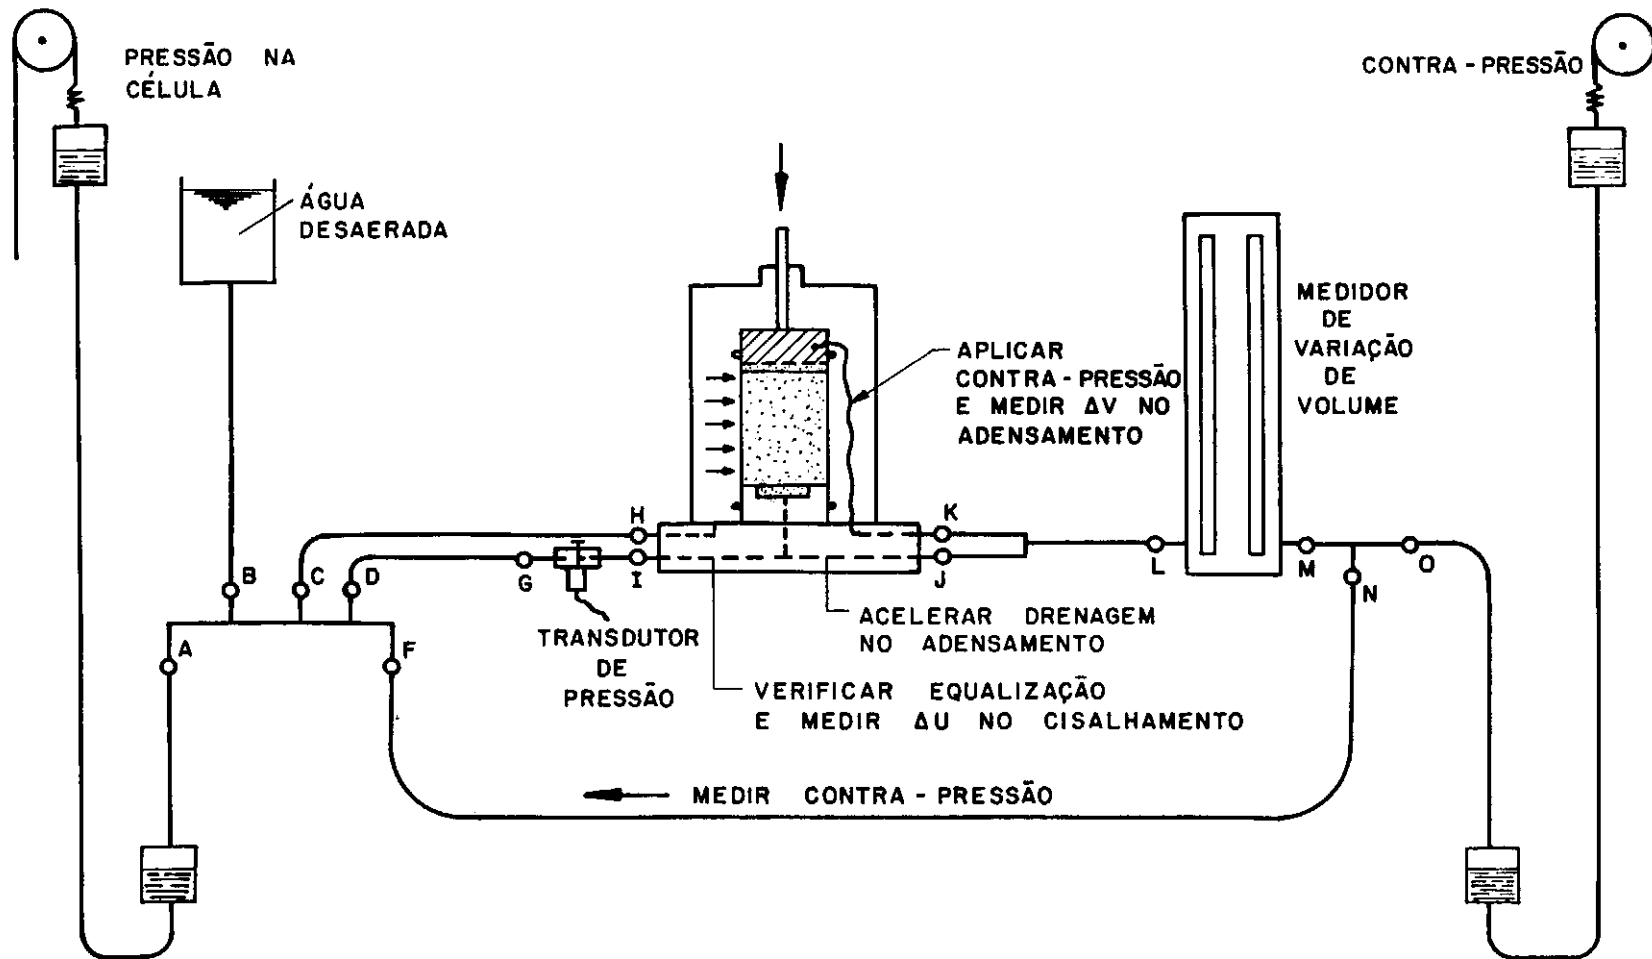 PRESSÃO NA
CÉLULA
CONTRA-PRESSÃO
ÁGUA
DESAERADA
APLICAR
CONTRA-PRESSÃO
E MEDIR ΔV NO
ADENSAMENTO
MEDIDOR
DE
VARIAÇÃO
DE
VOLUME
H
K
B
C
D
G
I
J
L
M
O
N
A
F
TRANSDUTOR
DE
PRESSÃO
ACELERAR DRENAGEM
NO ADENSAMENTO
VERIFICAR EQUALIZAÇÃO
E MEDIR ΔU NO CISALHAMENTO
MEDIR CONTRA-PRESSÃO